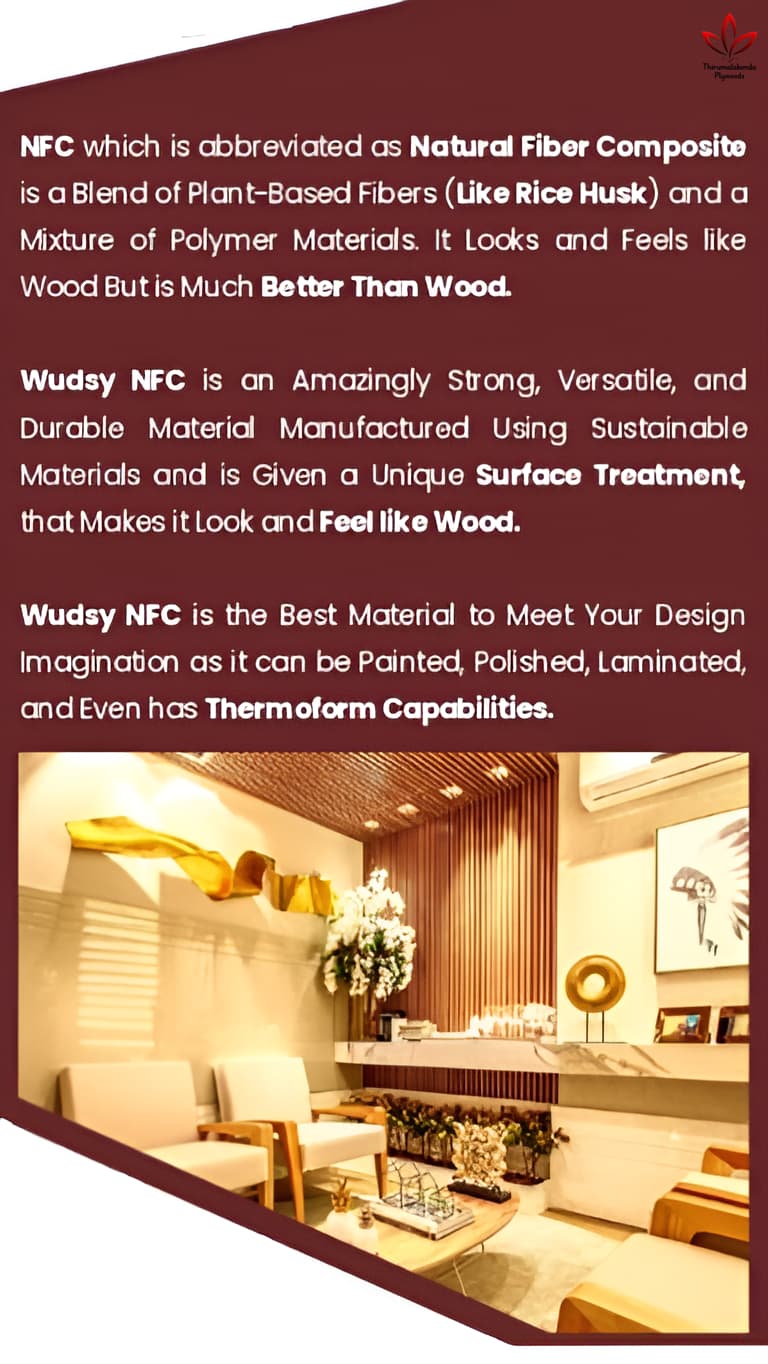 Thirumalakonda
Plywoods
NFC which is abbreviated as Natural Fiber Composite
is a Blend of Plant-Based Fibers (Like Rice Husk) and a
Mixture of Polymer Materials. It Looks and Feels like
Wood But is Much Better Than Wood.
Wudsy NFC is an Amazingly Strong, Versatile, and
Durable Material Manufactured Using Sustainable
Materials and is Given a Unique Surface Treatment,
that Makes it Look and Feel like Wood.
Wudsy NFC is the Best Material to Meet Your Design
Imagination as it can be Painted, Polished, Laminated,
and Even has Thermoform Capabilities.